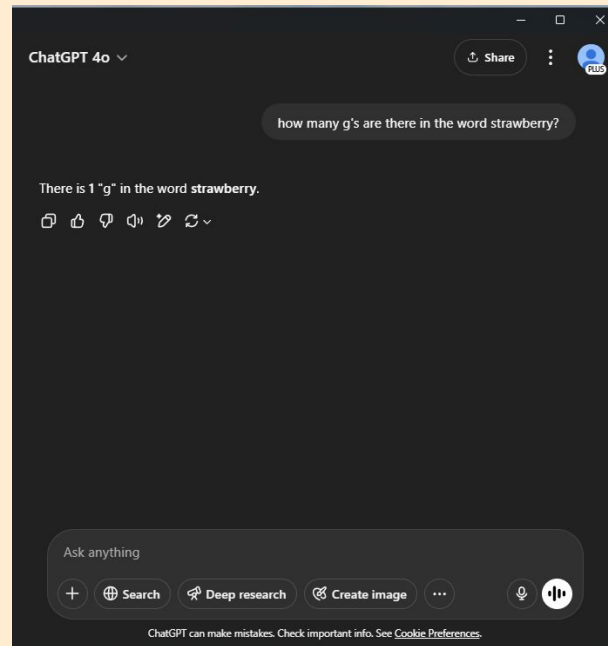 ChatGPT 4o
Share
PLUS
how many g's are there in the word strawberry?
There is 1 "g" in the word strawberry.
Ask anything
Search Deep research Create image
ChatGPT can make mistakes. Check important info. See Cookie Preferences.